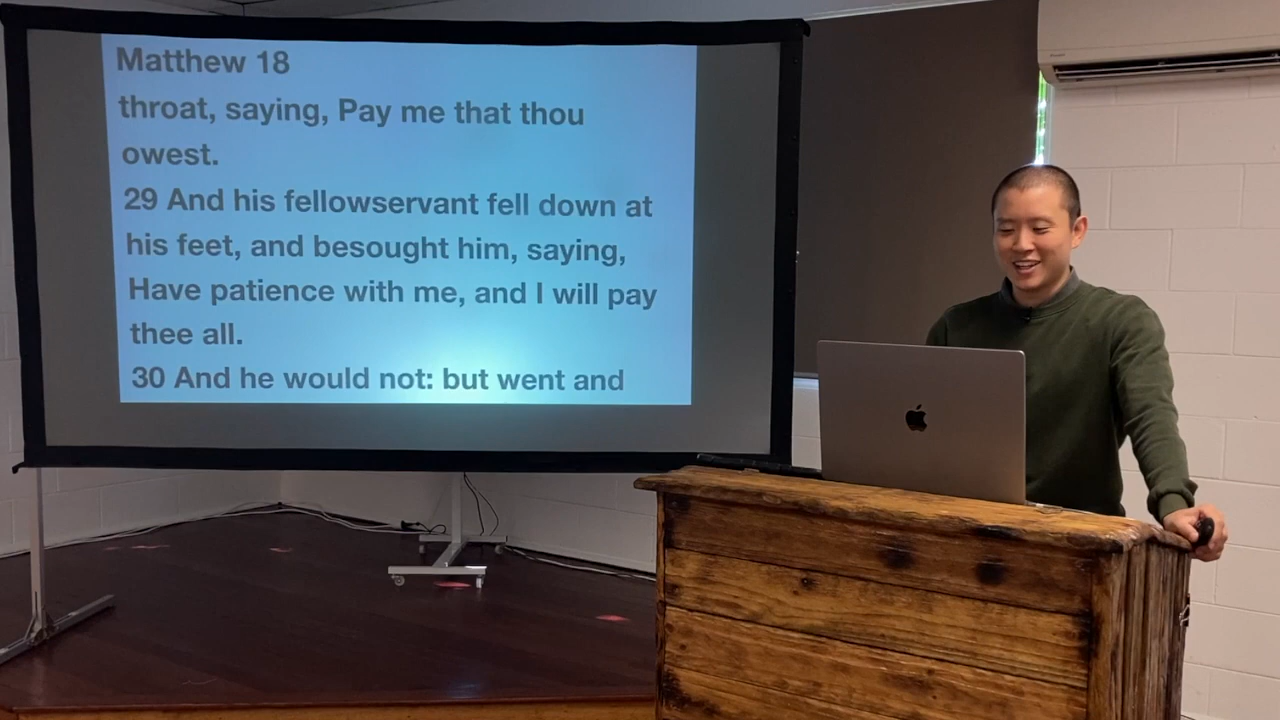 Matthew 18
throat, saying, Pay me that thou
owest.
29 And his fellowservant fell down at
his feet, and besought him, saying,
Have patience with me, and I will pay
thee all.
30 And he would not: but went and